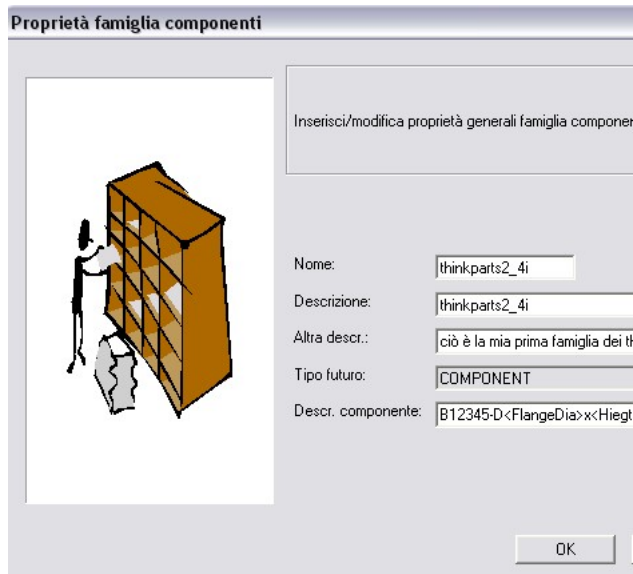 Proprietà famiglia componenti
Inserisci/modifica proprietà generali famiglia componen
Nome: thinkparts2_4i
Descrizione: thinkparts2_4i
Altra descr.: ciò è la mia prima famiglia dei th
Tipo futuro: COMPONENT
Descr. componente: B12345-D<FlangeDia>x<Hiegt
OK